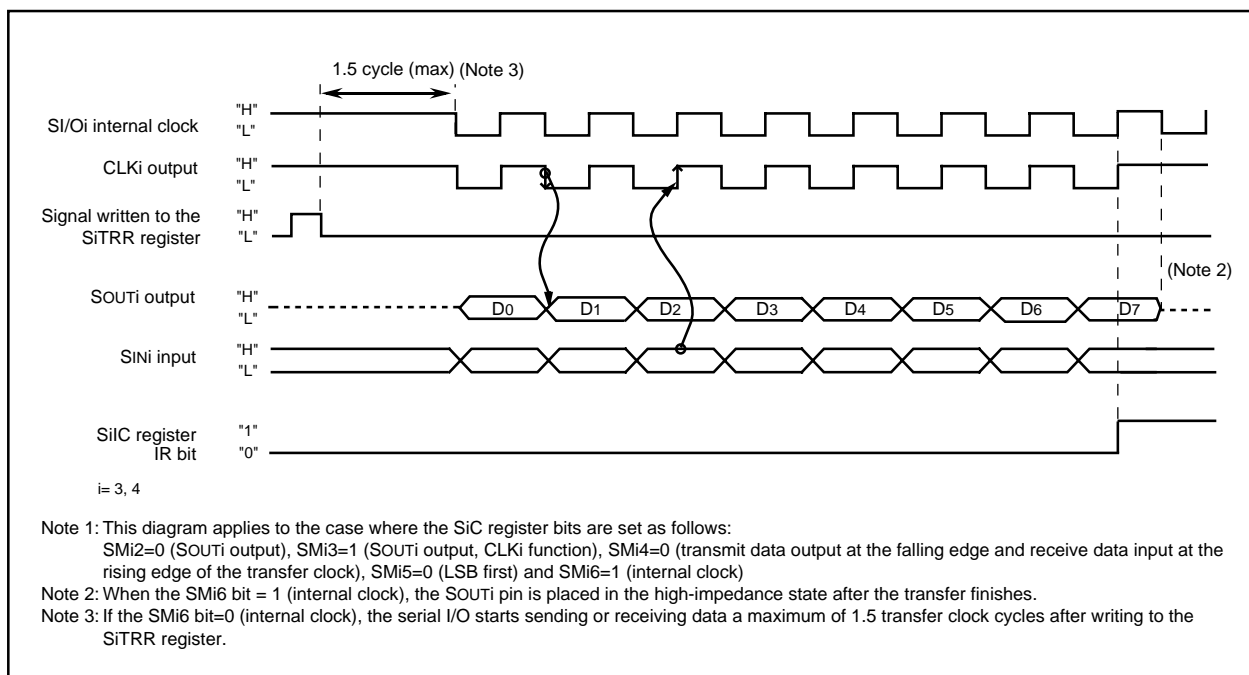 1.5 cycle (max) (Note 3)
SI/Oi internal clock
"H"
"L"
CLKi output
"H"
"L"
Signal written to the
SiTRR register
"H"
"L"
(Note 2)
SOUTi output
"H"
"L"
D0 D1 D2 D3 D4 D5 D6 D7
SINi input
"H"
"L"
SiIC register
IR bit
"1"
"0"
i= 3, 4
Note 1: This diagram applies to the case where the SiC register bits are set as follows:
SMi2=0 (SOUTi output), SMi3=1 (SOUTi output, CLKi function), SMi4=0 (transmit data output at the falling edge and receive data input at the
rising edge of the transfer clock), SMi5=0 (LSB first) and SMi6=1 (internal clock)
Note 2: When the SMi6 bit = 1 (internal clock), the SOUTi pin is placed in the high-impedance state after the transfer finishes.
Note 3: If the SMi6 bit=0 (internal clock), the serial I/O starts sending or receiving data a maximum of 1.5 transfer clock cycles after writing to the
SiTRR register.